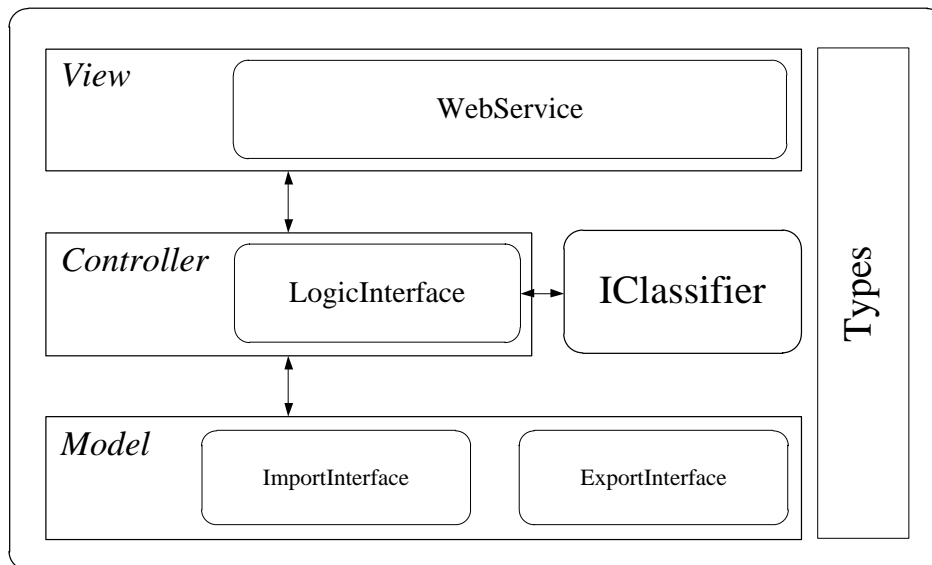 View
WebService
Controller
LogicInterface
IClassifier
Types
Model
ImportInterface
ExportInterface